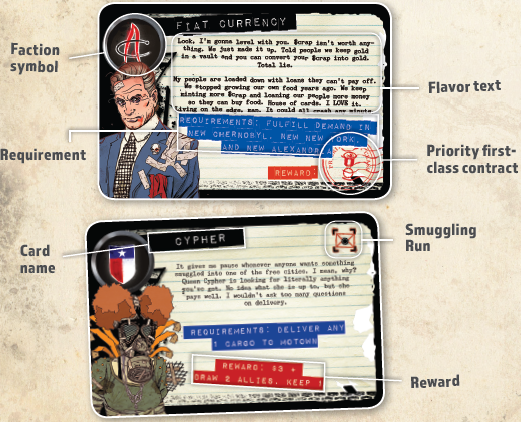 FIAT CURRENCY
Look, I'm gonna level with you. $crap isn't worth any-
thing. We just made it up. Told people we keep gold
in a vault and you can convert your $crap into gold.
Total lie.
My people are loaded down with loans they can't pay off.
We stopped growing our own food years ago. We keep
minting more $crap and loaning our people more money
so they can buy food. House of cards. I LOVE it.
Living on the edge, man. It could all crash any minute
REQUIREMENTS: FULFILL DEMAND IN
NEW CHERNOBYL, NEW NEW YORK,
AND NEW ALEXANDRIA
REWARD:
Faction
symbol
Requirement
Flavor text
Priority first-
class contract
CYPHER
It gives me pause whenever anyone wants something
smuggled into one of the free cities. I mean, why?
Queen Cypher is looking for literally anything
you've got. No idea what she is up to, but she
pays well. I wouldn't ask too many questions
on delivery.
REQUIREMENTS: DELIVER ANY
1 CARGO TO MOTOWN
REWARD: $3 +
DRAW 2 ALLIES, KEEP 1
Card
name
Smuggling
Run
Reward